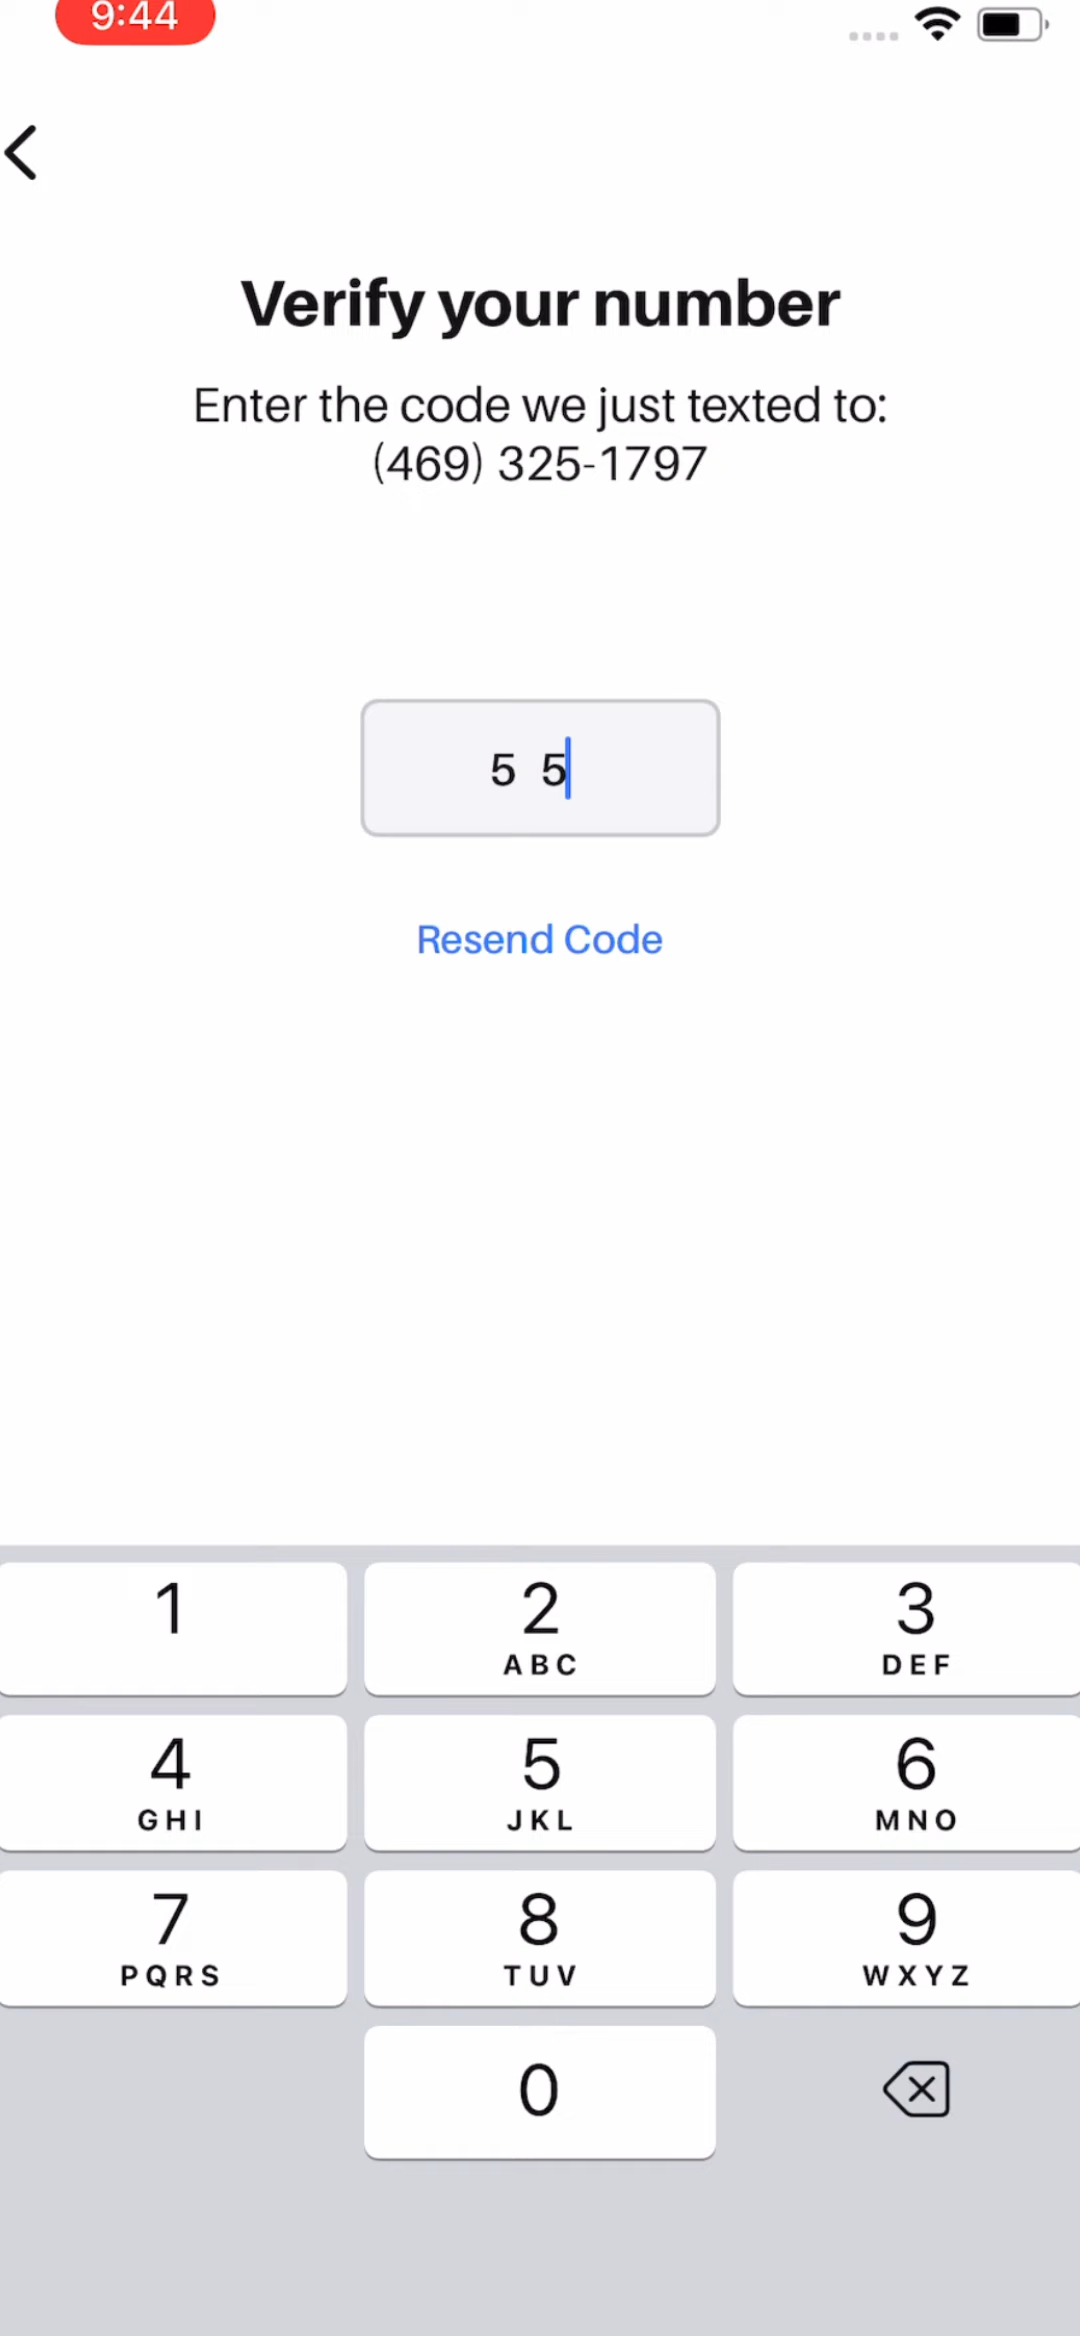 9:44
Verify your number
Enter the code we just texted to:
(469) 325-1797
5 5
Resend Code
1
2
ABC
3
DEF
4
GHI
5
JKL
6
MNO
7
PQRS
8
TUV
9
WXYZ
0